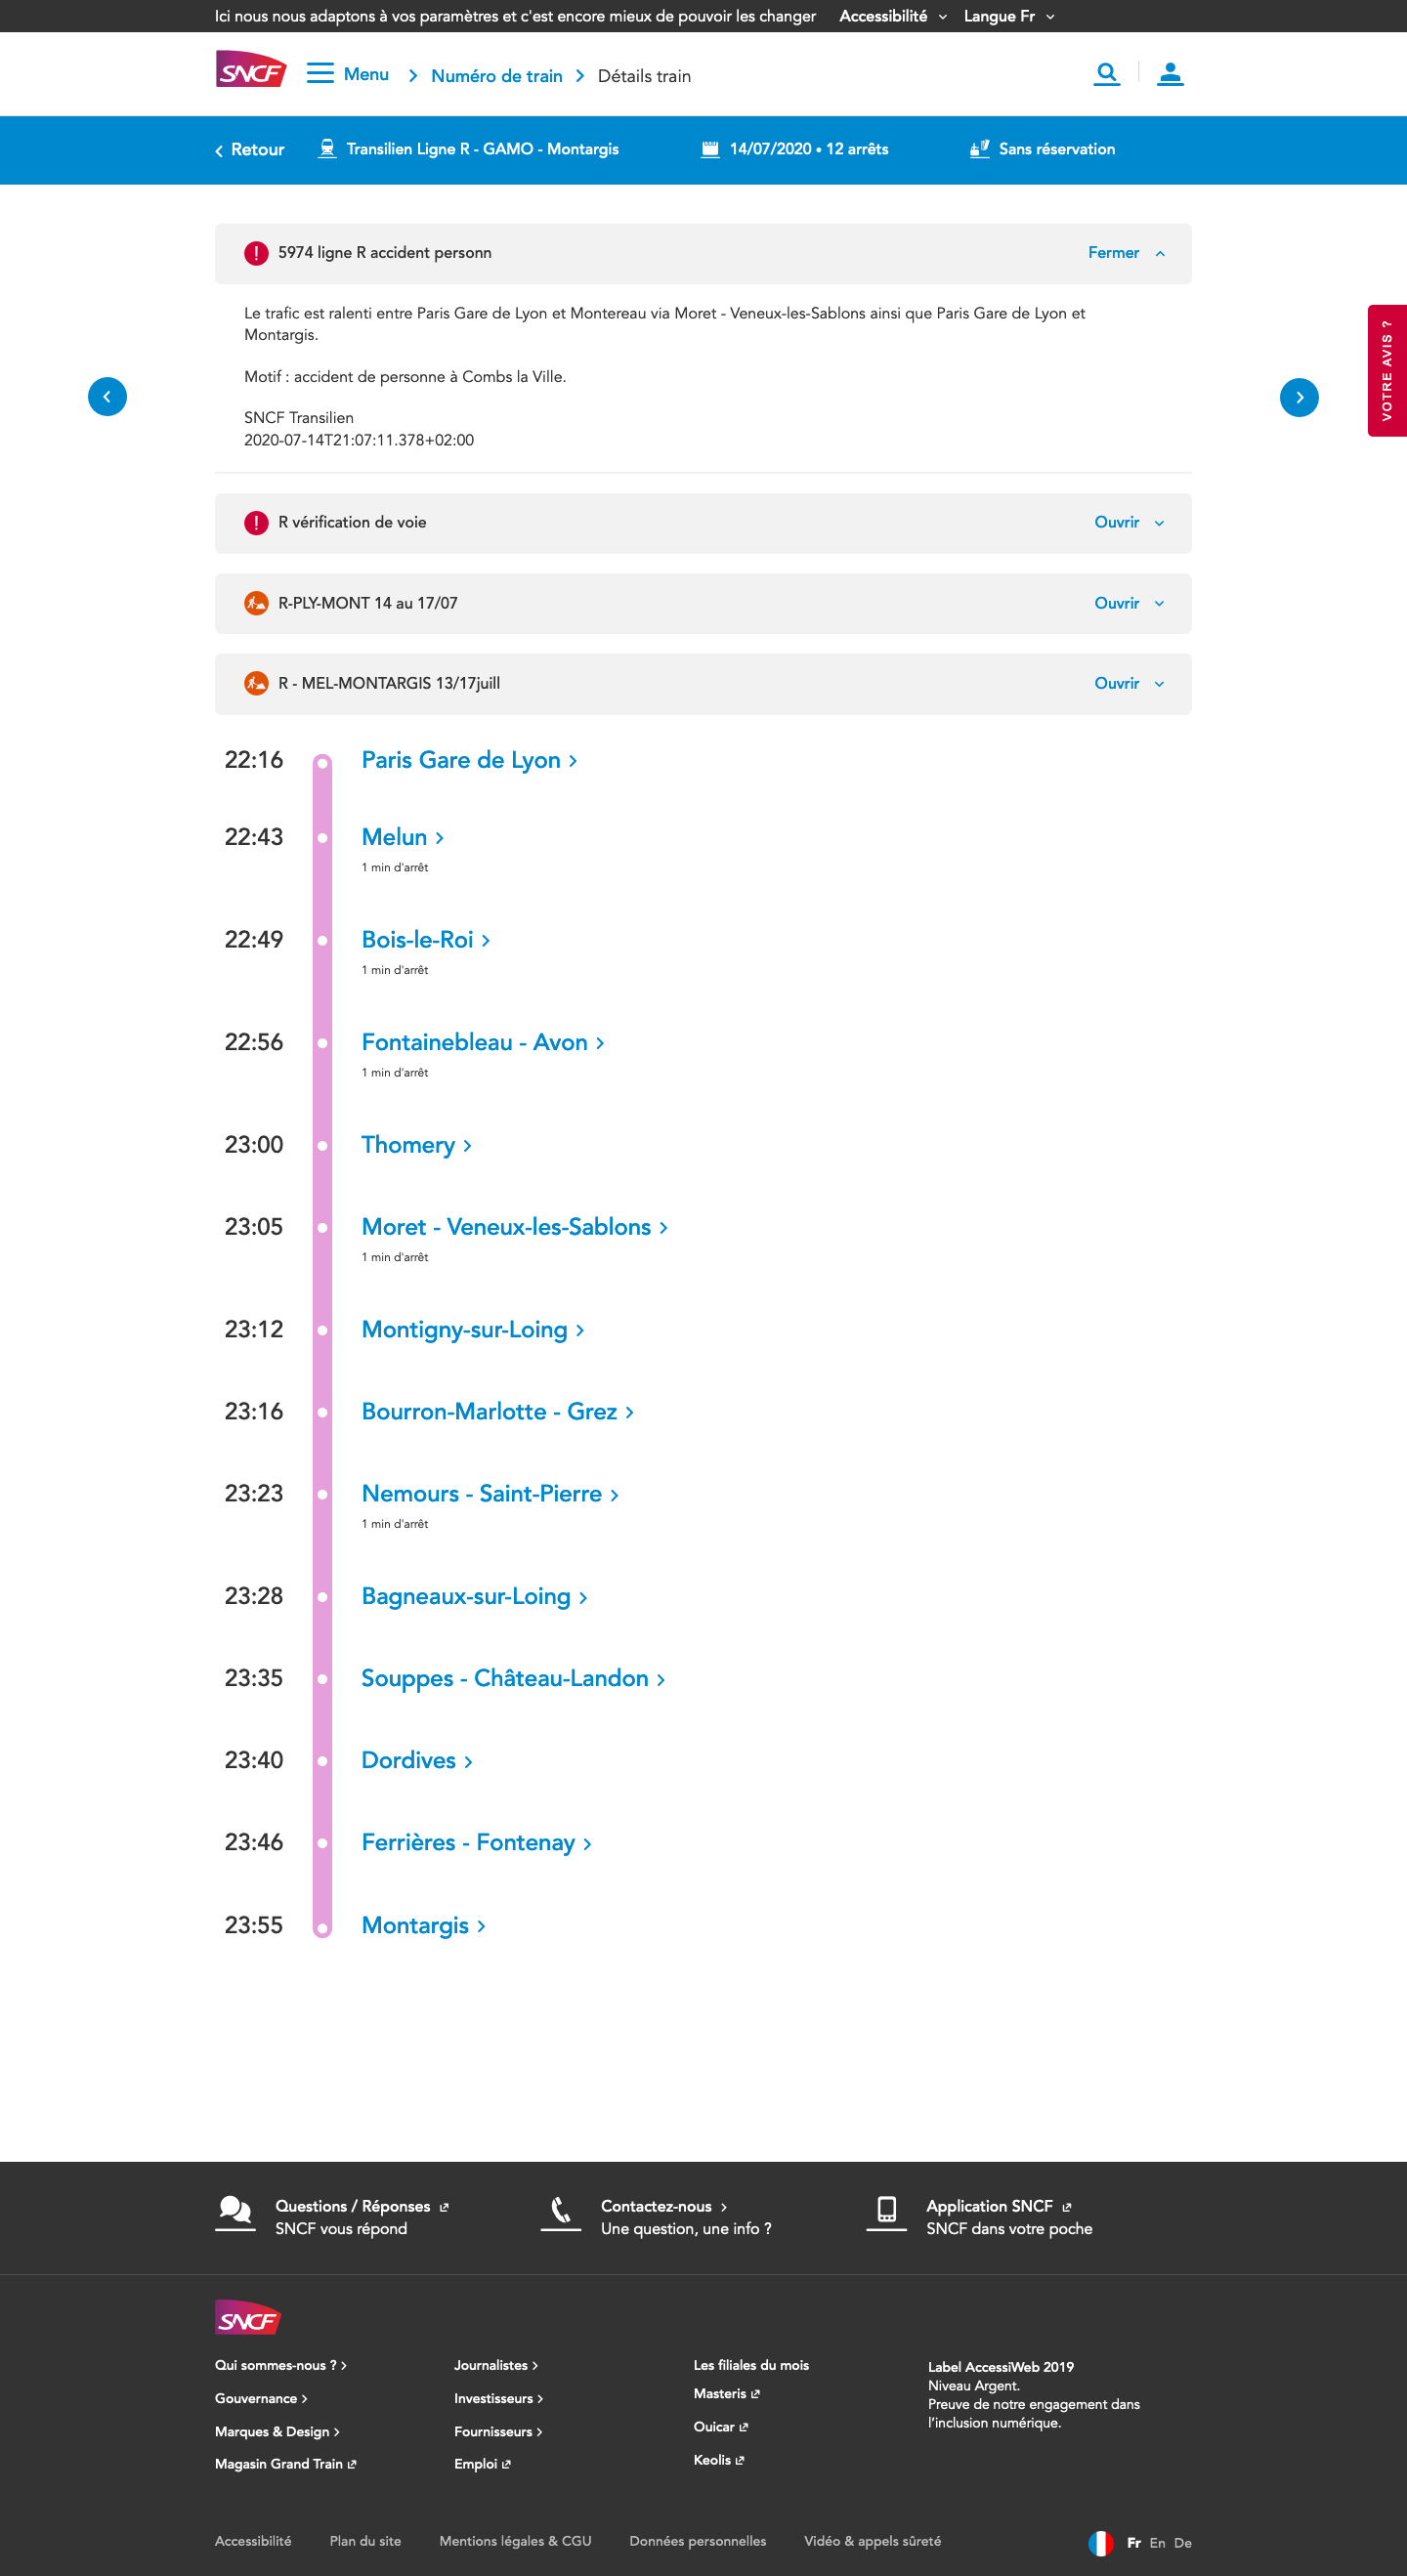 Ici nous nous adaptons à vos paramètres et c'est encore mieux de pouvoir les changer Accessibilité Langue Fr
SNCF Menu Numéro de train Détails train
Retour Transilien Ligne R - GAMO - Montargis 14/07/2020 • 12 arrêts Sans réservation
5974 ligne R accident personn Fermer
Le trafic est ralenti entre Paris Gare de Lyon et Montereau via Moret - Veneux-les-Sablons ainsi que Paris Gare de Lyon et
Montargis.
Motif : accident de personne à Combs la Ville.
SNCF Transilien
2020-07-14T21:07:11.378+02:00
VOTRE AVIS ?
R vérification de voie Ouvrir
R-PLY-MONT 14 au 17/07 Ouvrir
R - MEL-MONTARGIS 13/17juill Ouvrir
22:16 Paris Gare de Lyon
22:43 Melun
1 min d'arrêt
22:49 Bois-le-Roi
1 min d'arrêt
22:56 Fontainebleau - Avon
1 min d'arrêt
23:00 Thomery
23:05 Moret - Veneux-les-Sablons
1 min d'arrêt
23:12 Montigny-sur-Loing
23:16 Bourron-Marlotte - Grez
23:23 Nemours - Saint-Pierre
1 min d'arrêt
23:28 Bagneaux-sur-Loing
23:35 Souppes - Château-Landon
23:40 Dordives
23:46 Ferrières - Fontenay
23:55 Montargis
Questions / Réponses
SNCF vous répond
Contactez-nous
Une question, une info ?
Application SNCF
SNCF dans votre poche
SNCF
Qui sommes-nous ?
Gouvernance
Marques & Design
Magasin Grand Train
Journalistes
Investisseurs
Fournisseurs
Emploi
Les filiales du mois
Masteris
Ouicar
Keolis
Label AccessiWeb 2019
Niveau Argent.
Preuve de notre engagement dans
l’inclusion numérique.
Accessibilité Plan du site Mentions légales & CGU Données personnelles Vidéo & appels sûreté Fr En De